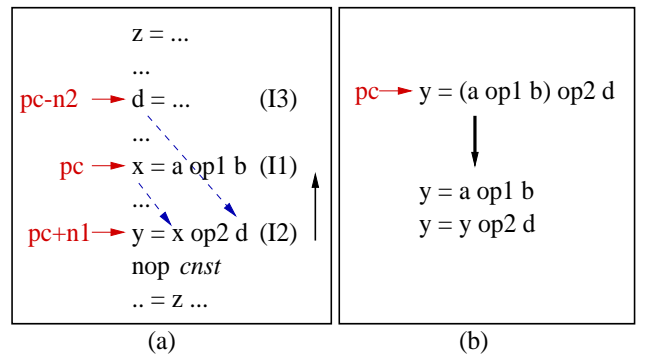 z = ...
...
pc-n2 d = ... (I3)
...
pc x = a op1 b (I1)
...
pc+n1 y = x op2 d (I2)
nop cnst
.. = z ...
(a)
pc y = (a op1 b) op2 d
y = a op1 b
y = y op2 d
(b)